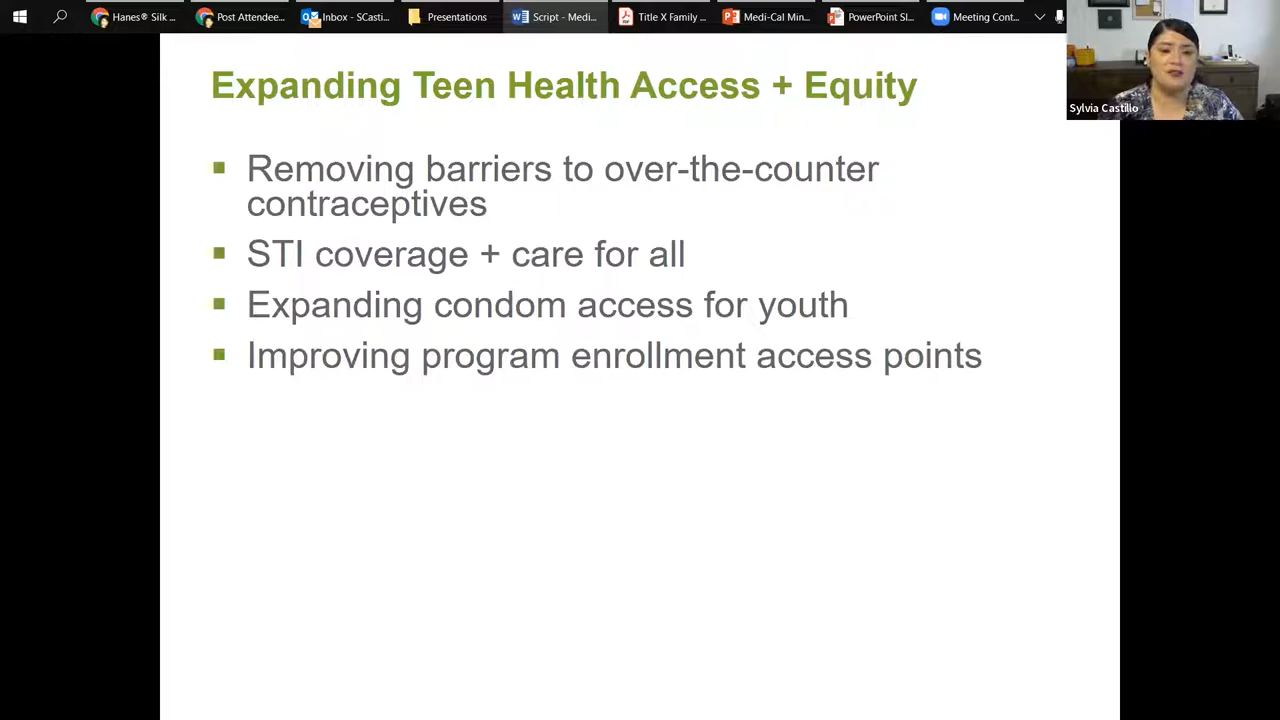 Hanes® Silk ...
Post Attendee...
Inbox - SCasti...
Presentations
Script - Medi...
Title X Family ...
Medi-Cal Min...
PowerPoint Sl...
Meeting Cont...
Sylvia Castillo
Expanding Teen Health Access + Equity
Removing barriers to over-the-counter
contraceptives
STI coverage + care for all
Expanding condom access for youth
Improving program enrollment access points